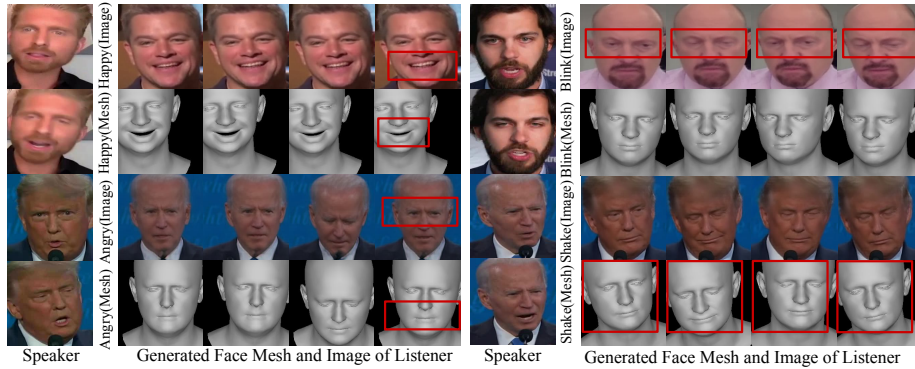 Happy(Image)
Happy(Mesh)
Angry(Image)
Angry(Mesh)
Speaker
Generated Face Mesh and Image of Listener
Blink(Image)
Blink(Mesh)
Shake(Image)
Shake(Mesh)
Speaker
Generated Face Mesh and Image of Listener